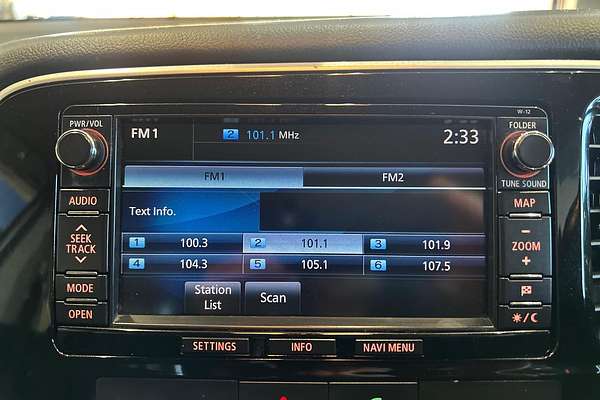 W-12
PWR/VOL
FOLDER
FM1
2 101.1 MHz
2:33
TUNE SOUND
FM1
FM2
AUDIO
MAP
Text Info.
SEEK
TRACK
1 100.3
2 101.1
3 101.9
ZOOM
4 104.3
5 105.1
6 107.5
MODE
Station
List
Scan
OPEN
SETTINGS
INFO
NAVI MENU